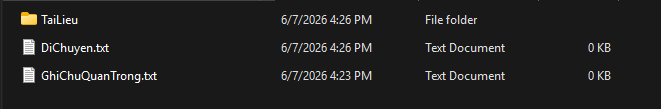 TaiLieu 6/7/2026 4:26 PM File folder
DiChuyen.txt 6/7/2026 4:26 PM Text Document 0 KB
GhiChuQuanTrong.txt 6/7/2026 4:23 PM Text Document 0 KB